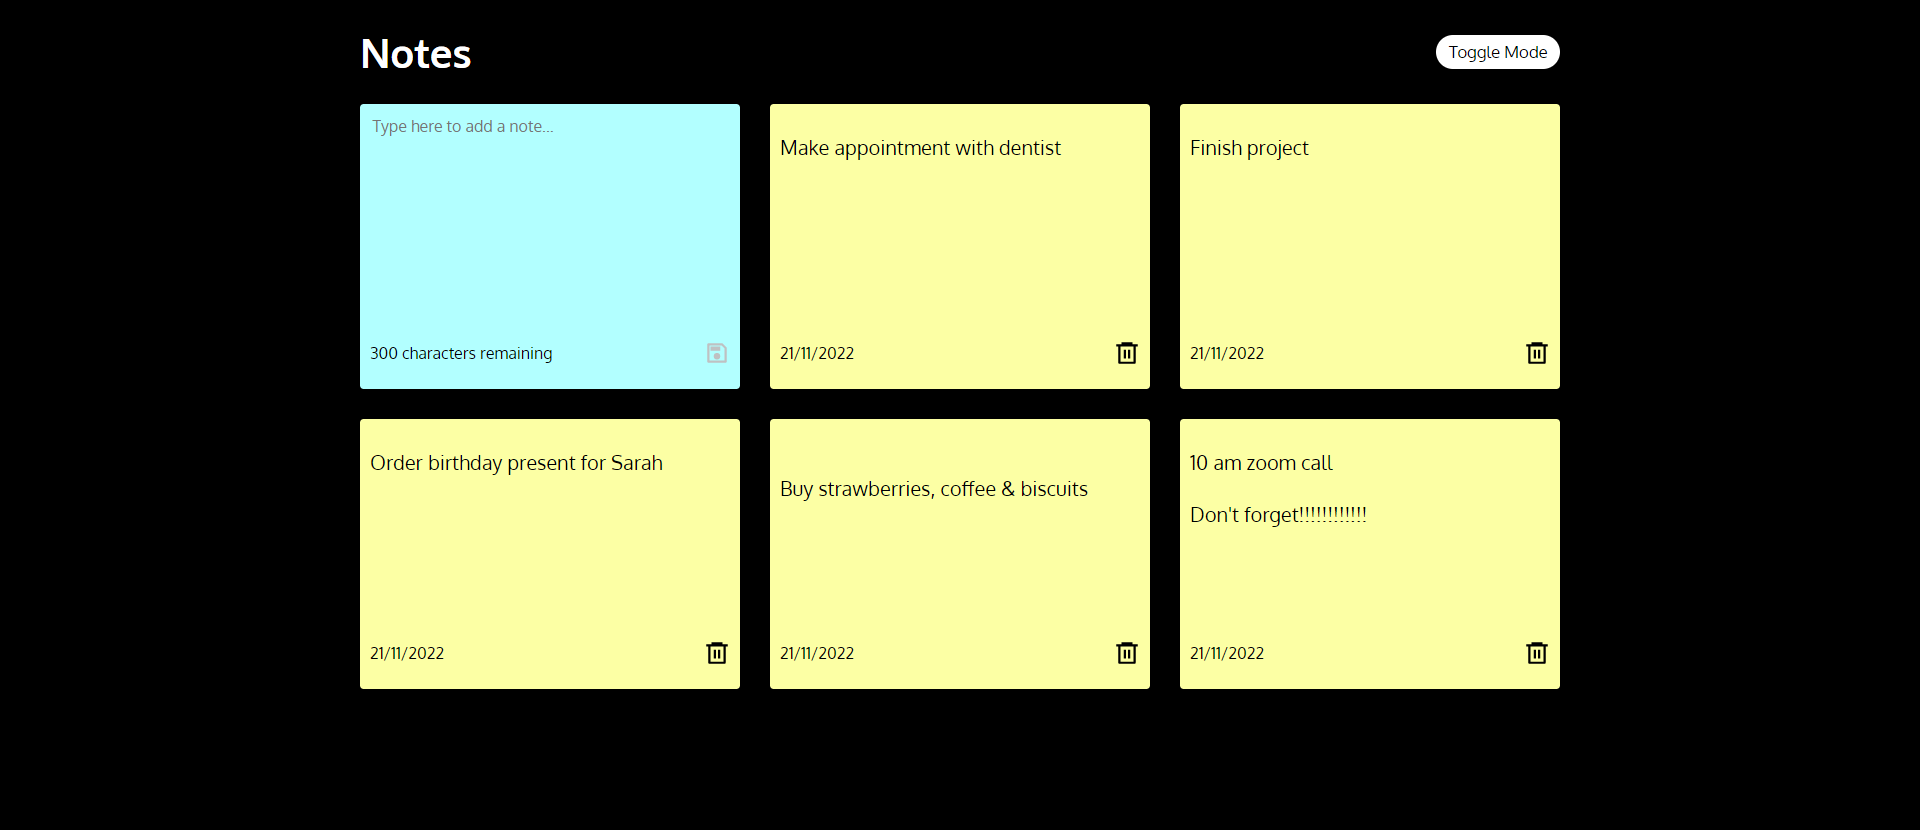 Notes
Toggle Mode
Type here to add a note...
300 characters remaining
Make appointment with dentist
21/11/2022
Finish project
21/11/2022
Order birthday present for Sarah
21/11/2022
Buy strawberries, coffee & biscuits
21/11/2022
10 am zoom call
Don't forget!!!!!!!!!!!!
21/11/2022